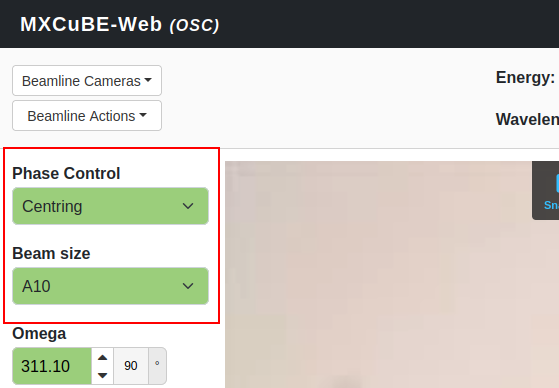 MXCuBE-Web (OSC)
Beamline Cameras
Energy:
Beamline Actions
Wavelen
Phase Control
Centring
Sna
Beam size
A10
Omega
311.10 90 °